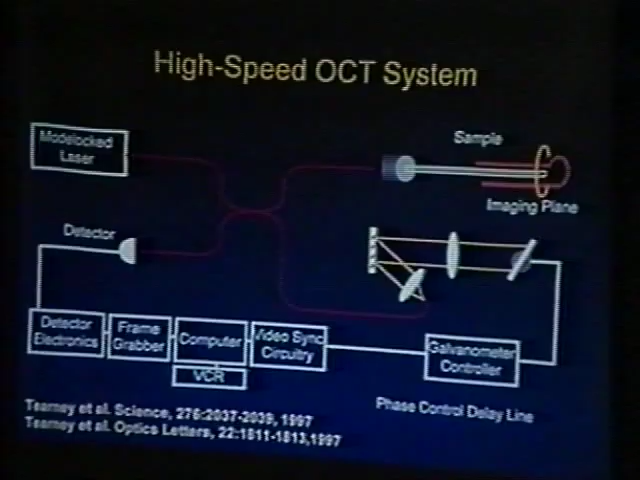 High-Speed OCT System
Modelocked
Laser
Sample
Imaging Plane
Detector
Detector
Electronics
Frame
Grabber
Computer
Video Sync
Circuitry
VCR
Galvanometer
Controller
Phase Control Delay Line
Tearney et al. Science, 276:2037-2039, 1997
Tearney et al. Optics Letters, 22:1811-1813,1997